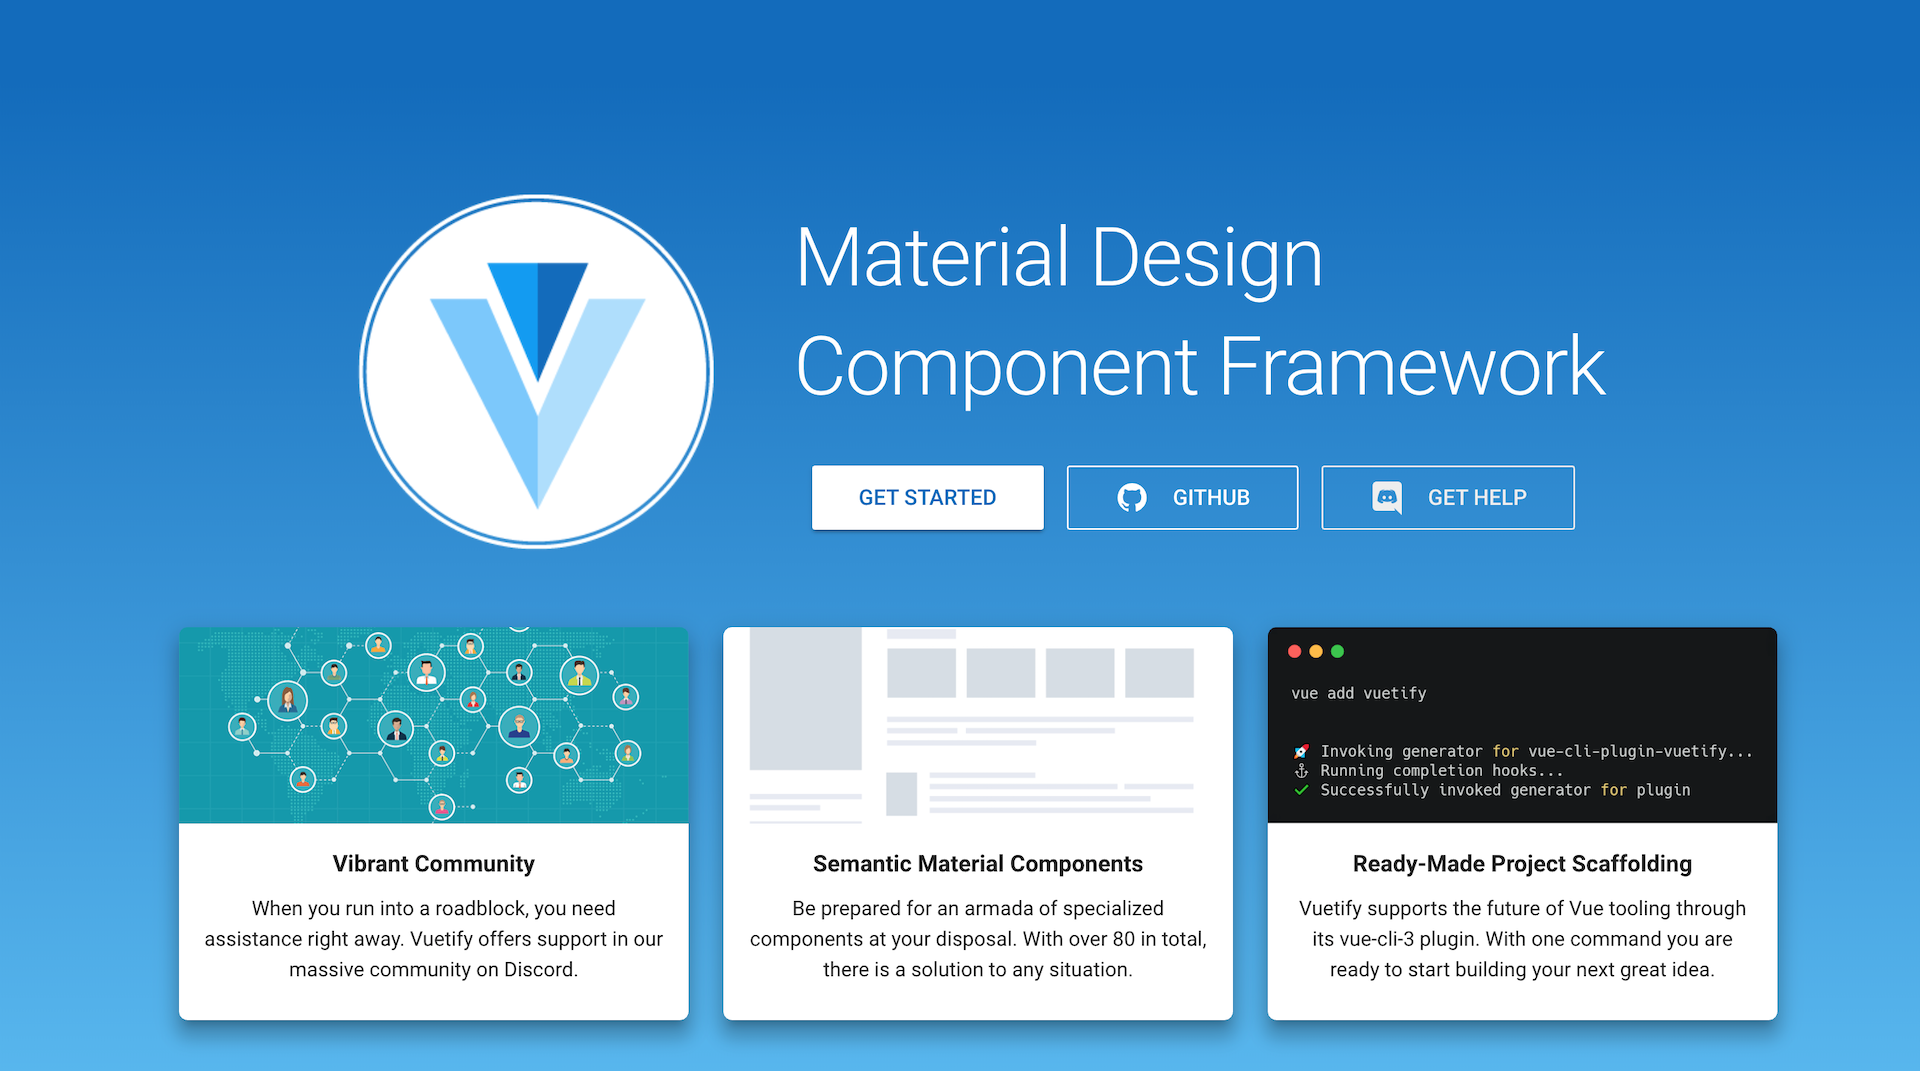 Material Design
Component Framework
GET STARTED
GITHUB
GET HELP
Vibrant Community
When you run into a roadblock, you need
assistance right away. Vuetify offers support in our
massive community on Discord.
Semantic Material Components
Be prepared for an armada of specialized
components at your disposal. With over 80 in total,
there is a solution to any situation.
vue add vuetify
Invoking generator for vue-cli-plugin-vuetify...
Running completion hooks...
Successfully invoked generator for plugin
Ready-Made Project Scaffolding
Vuetify supports the future of Vue tooling through
its vue-cli-3 plugin. With one command you are
ready to start building your next great idea.